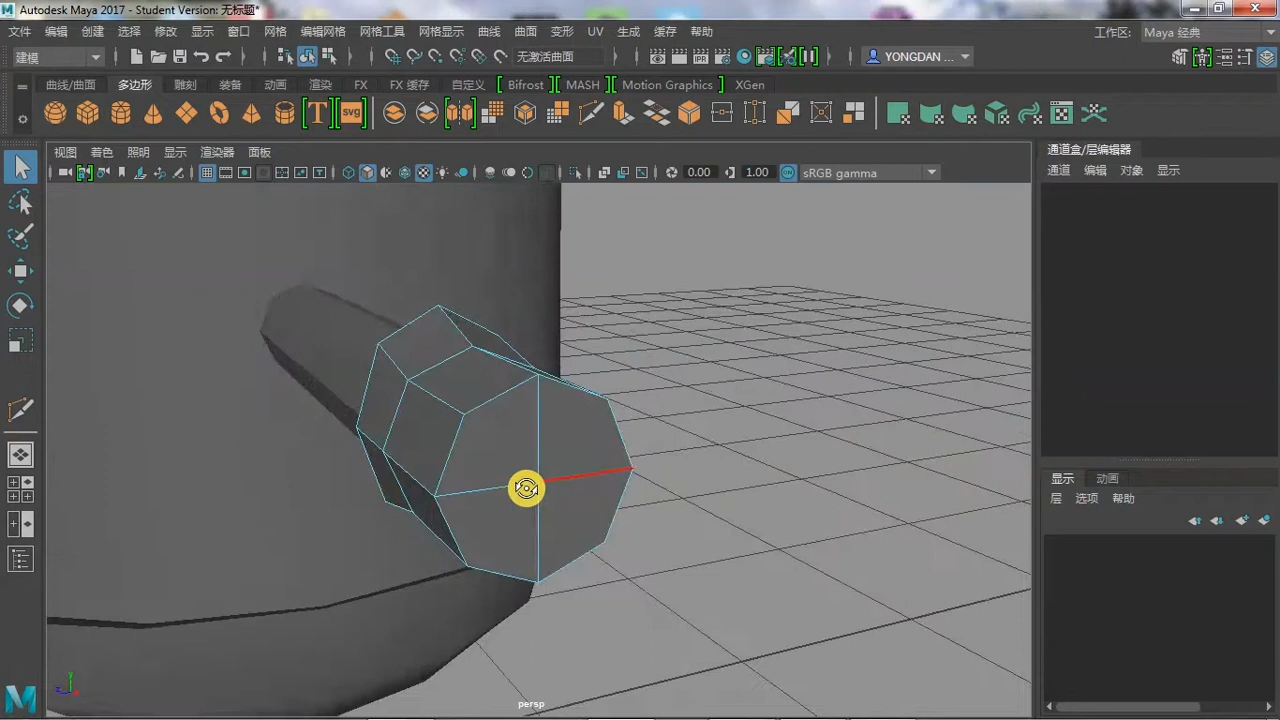 Autodesk Maya 2017 - Student Version: 无标题*
文件 编辑 创建 选择 修改 显示 窗口 网格 编辑网格 网格工具 网格显示 曲线 曲面 变形 UV 生成 缓存 帮助 工作区: Maya 经典
建模 无激活曲面 YONGDAN ...
曲线/曲面 多边形 雕刻 装备 动画 渲染 FX FX 缓存 自定义 Bifrost MASH Motion Graphics XGen
T svg
视图 着色 照明 显示 渲染器 面板
0.00 1.00 sRGB gamma
通道盒/层编辑器
通道 编辑 对象 显示
显示 动画
层 选项 帮助
persp